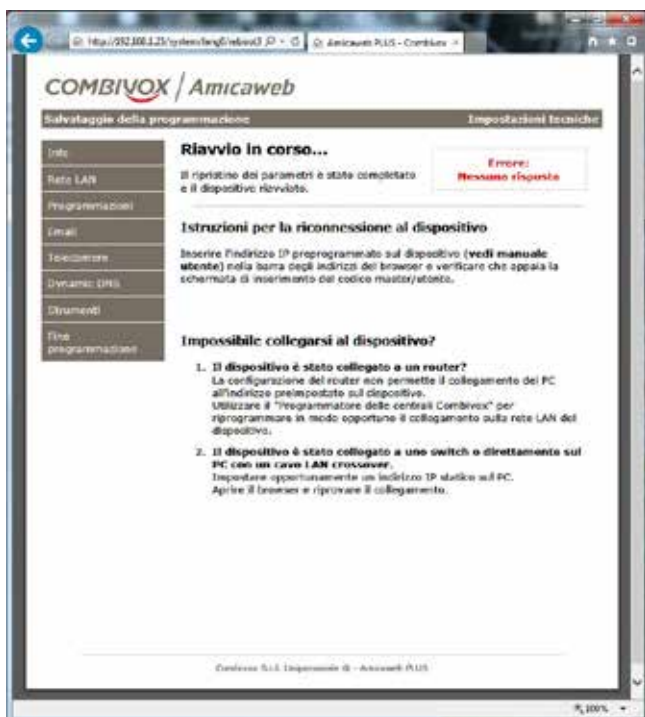 Amicaweb PLUS - Combivox
COMBIVOX / Amicaweb
Salvataggio della programmazione
Impostazioni tecniche
Info
Rete LAN
Programmazioni
Email
Telecamere
Dynamic DNS
Strumenti
Fine
programmazione
Riavvio in corso...
Il ripristino dei parametri è stato completato
e il dispositivo riavviato.
Errore:
Nessuna risposta
Istruzioni per la riconnessione al dispositivo
Inserire l'indirizzo IP preprogrammato sul dispositivo (vedi manuale
utente) nella barra degli indirizzi del browser e verificare che appaia la
schermata di inserimento del codice master/utente.
Impossibile collegarsi al dispositivo?
1. Il dispositivo è stato collegato a un router?
La configurazione del router non permette il collegamento del PC
all'indirizzo preimpostato sul dispositivo.
Utilizzare il "Programmatore delle centrali Combivox" per
riprogrammare in modo opportuno il collegamento sulla rete LAN del
dispositivo.
2. Il dispositivo è stato collegato a uno switch o direttamente sul
PC con un cavo LAN crossover.
Impostare opportunamente un indirizzo IP statico sul PC.
Aprire il browser e riprovare il collegamento.
Combivox S.r.l. Unipersonale © - Amicaweb PLUS
100%